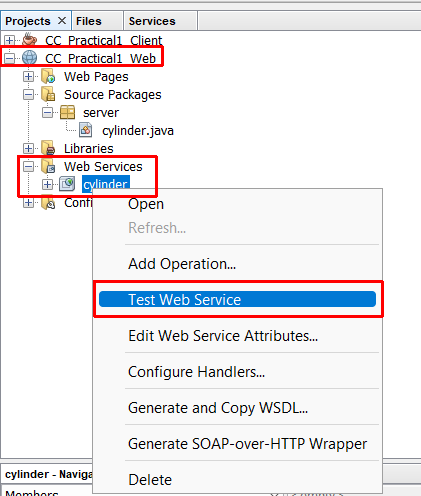 Projects × Files Services
CC_Practical1_Client
CC_Practical1_Web
Web Pages
Source Packages
server
cylinder.java
Libraries
Web Services
cylinder
Confi
Open
Refresh...
Add Operation...
Test Web Service
Edit Web Service Attributes...
Configure Handlers...
Generate and Copy WSDL...
Generate SOAP-over-HTTP Wrapper
Delete
cylinder - Naviga